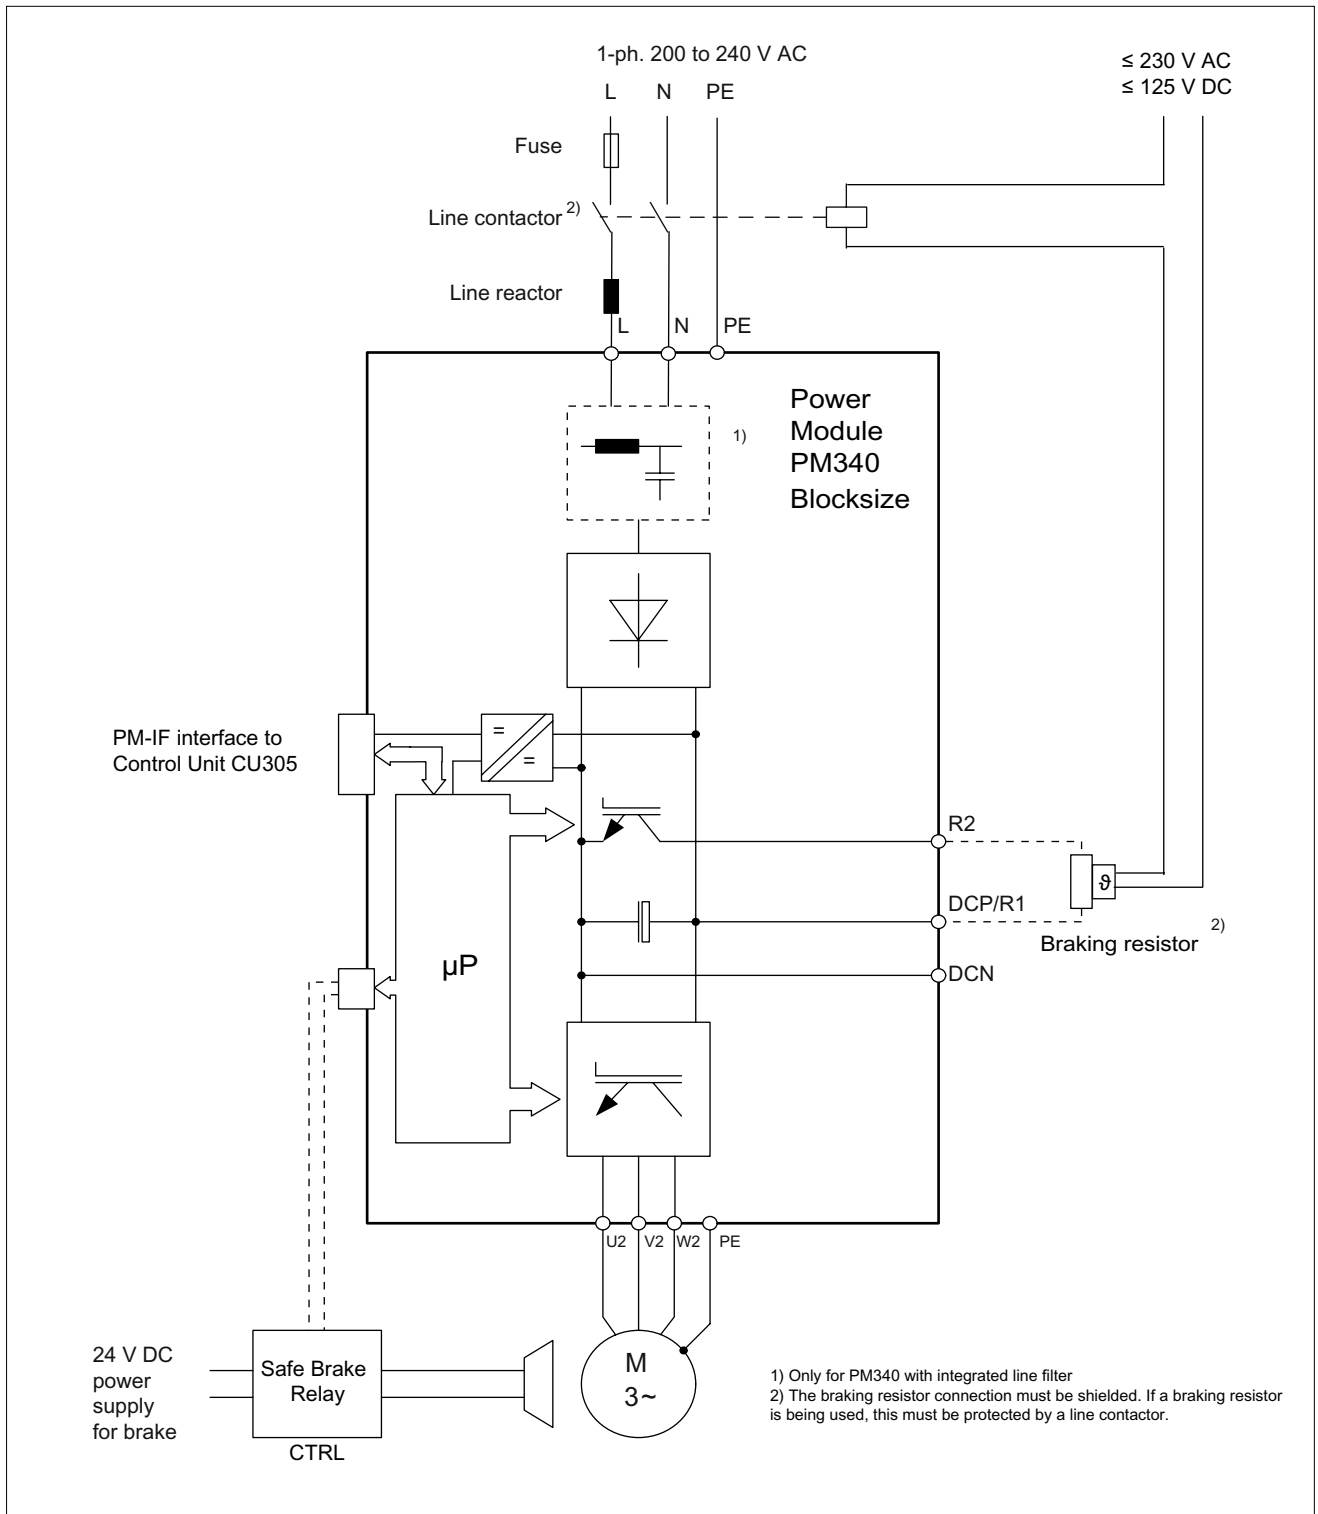 1-ph. 200 to 240 V AC
≤ 230 V AC
≤ 125 V DC
L N PE
Fuse
Line contactor 2)
Line reactor
L N PE
Power
Module
PM340
Blocksize
1)
=
=
PM-IF interface to
Control Unit CU305
R2
ϑ
DCP/R1
Braking resistor 2)
µP
DCN
U2 V2 W2 PE
24 V DC
power
supply
for brake
Safe Brake
Relay
CTRL
M
3~
1) Only for PM340 with integrated line filter
2) The braking resistor connection must be shielded. If a braking resistor
is being used, this must be protected by a line contactor.